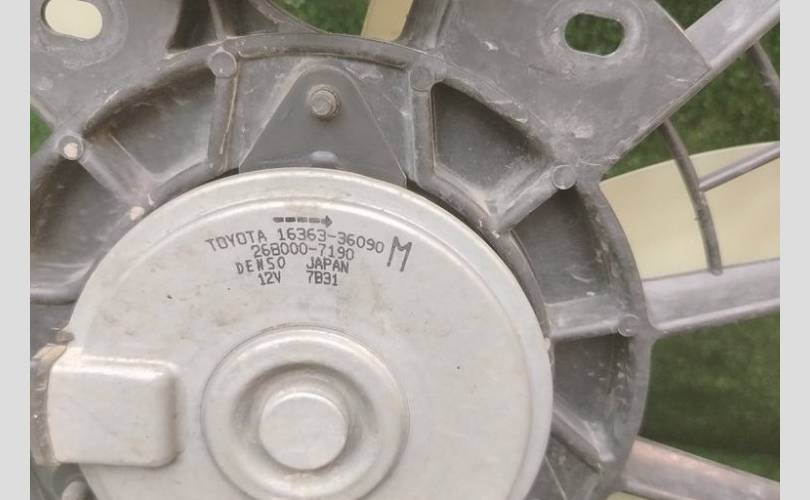 TOYOTA 16363-36090 M
268000-7190
DENSO JAPAN
12V 7B31